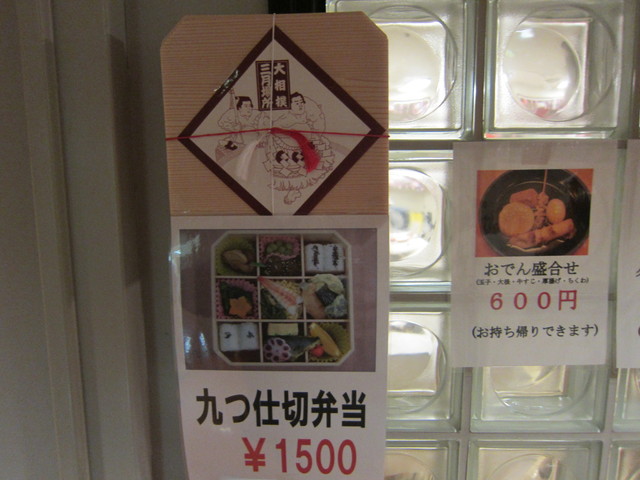 大相撲
三月場所
九つ仕切弁当
￥1500
おでん盛合せ
６００円
(お持ち帰りできます)